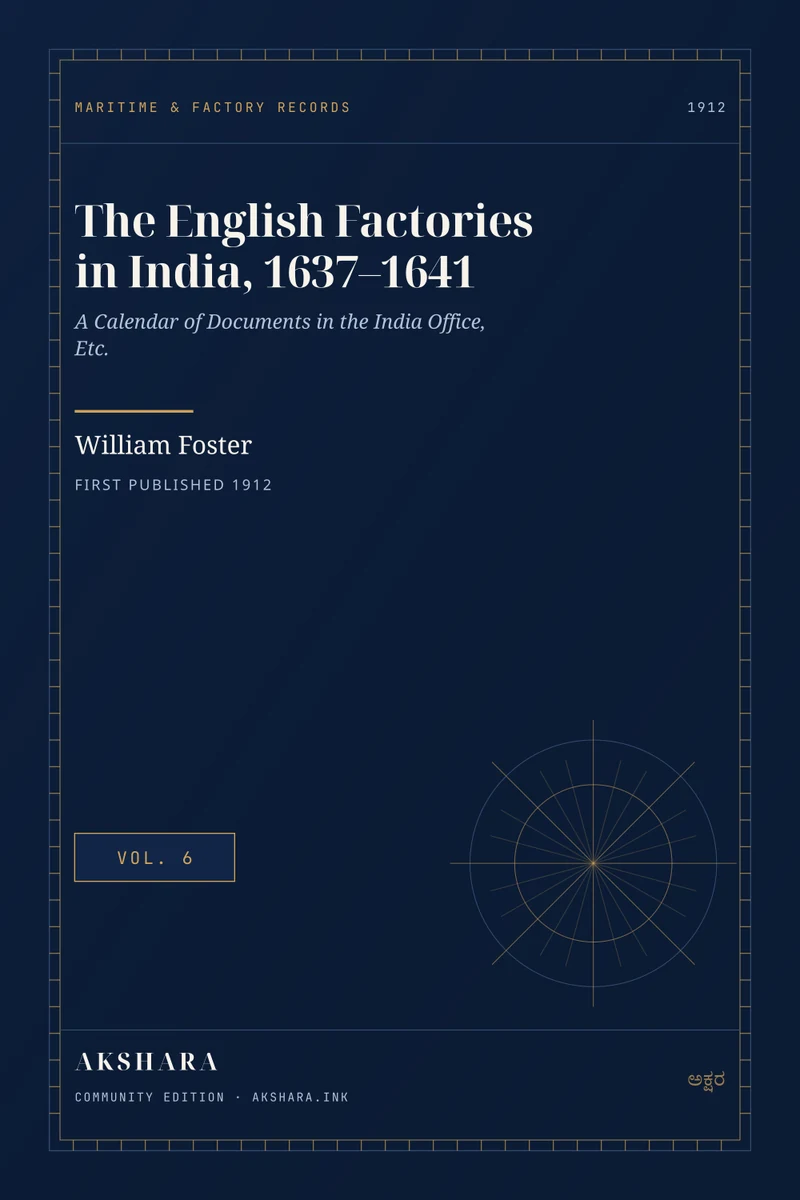 MARITIME & FACTORY RECORDS
1912
The English Factories
in India, 1637–1641
A Calendar of Documents in the India Office,
Etc.
William Foster
FIRST PUBLISHED 1912
VOL. 6
AKSHARA
COMMUNITY EDITION · AKSHARA.INK
ಅಕ್ಷರ